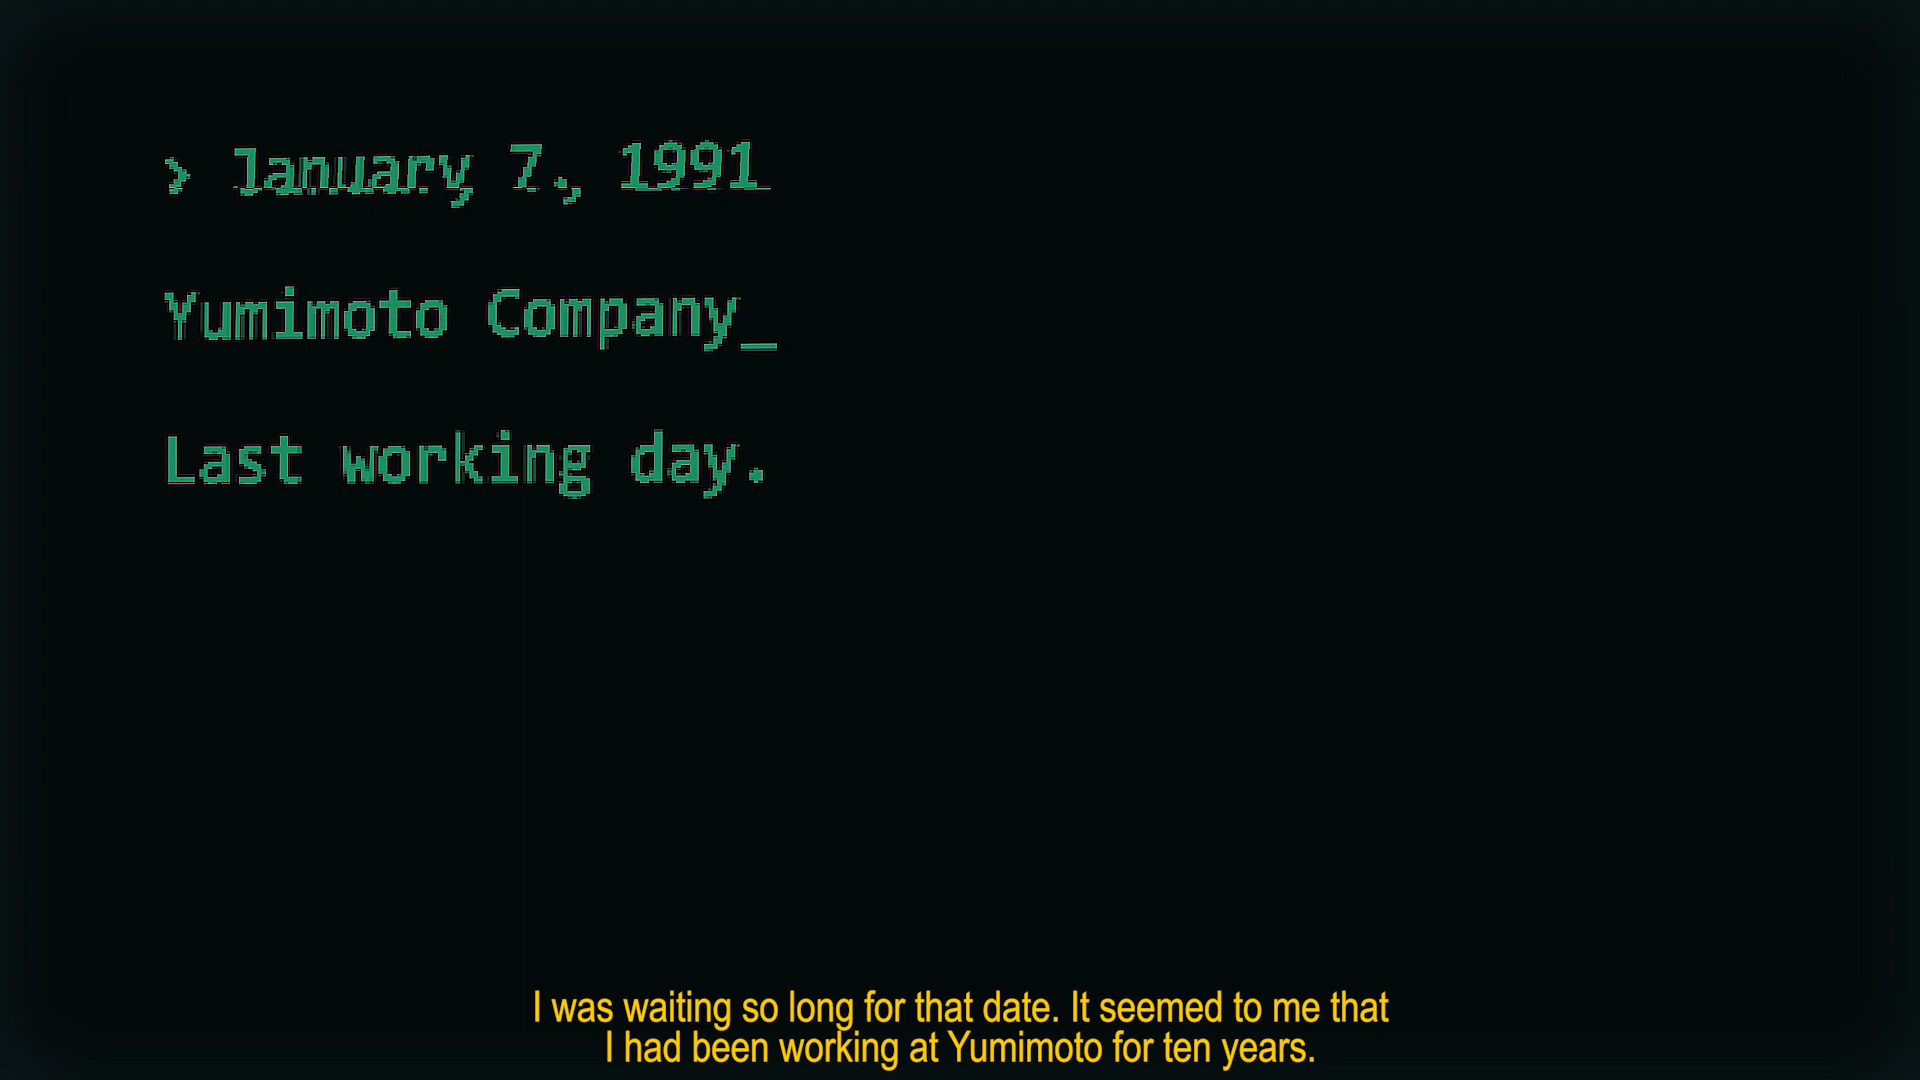 > January 7, 1991
Yumimoto Company_
Last working day.
I was waiting so long for that date. It seemed to me that
I had been working at Yumimoto for ten years.